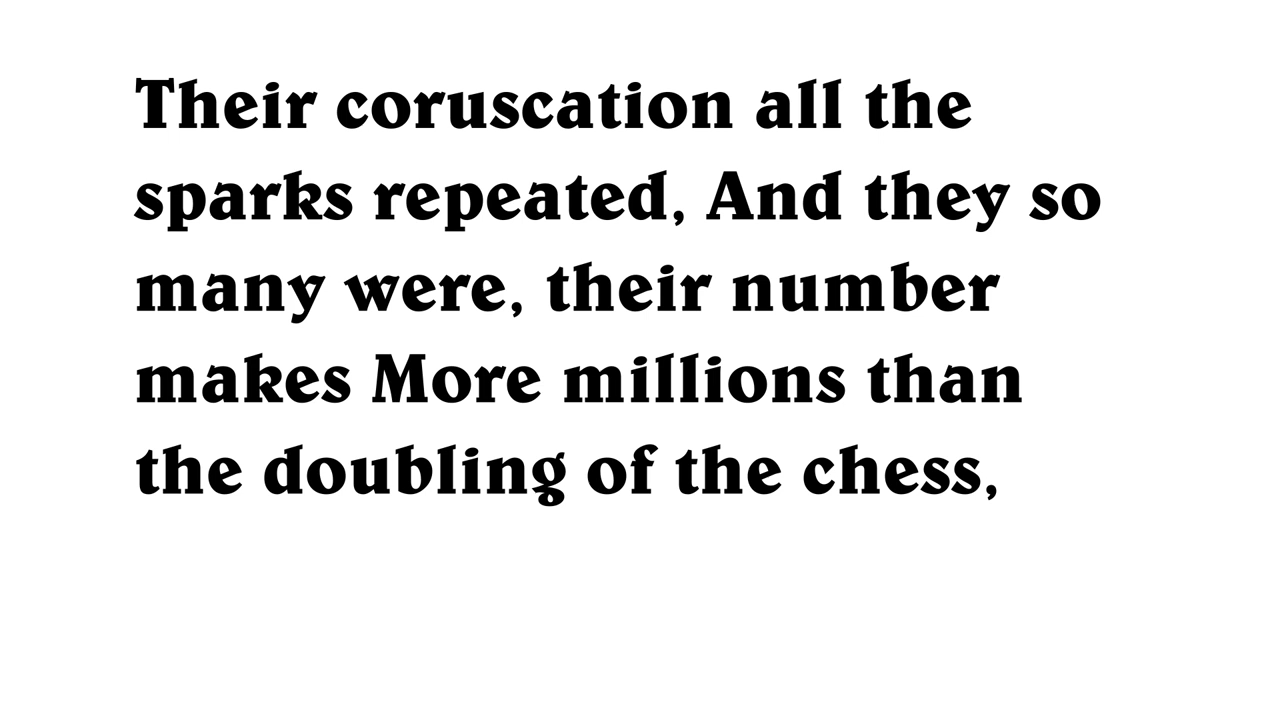 Their coruscation all the
sparks repeated, And they so
many were, their number
makes More millions than
the doubling of the chess,